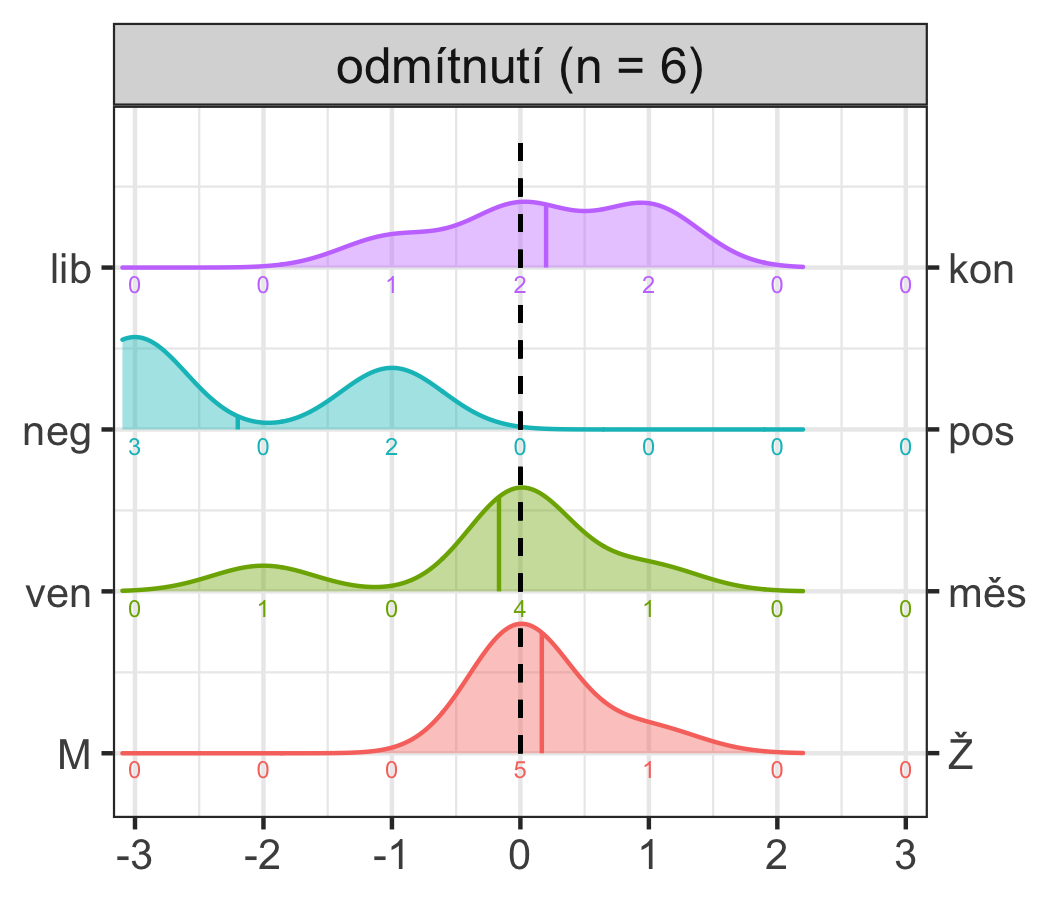 odmítnutí (n = 6)
lib kon
0 0 1 2 2 0 0
neg pos
3 0 2 0 0 0 0
ven měs
0 1 0 4 1 0 0
M Ž
0 0 0 5 1 0 0
-3 -2 -1 0 1 2 3